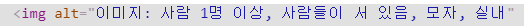 <img alt="이미지: 사람 1명 이상, 사람들이 서 있음, 모자, 실내"